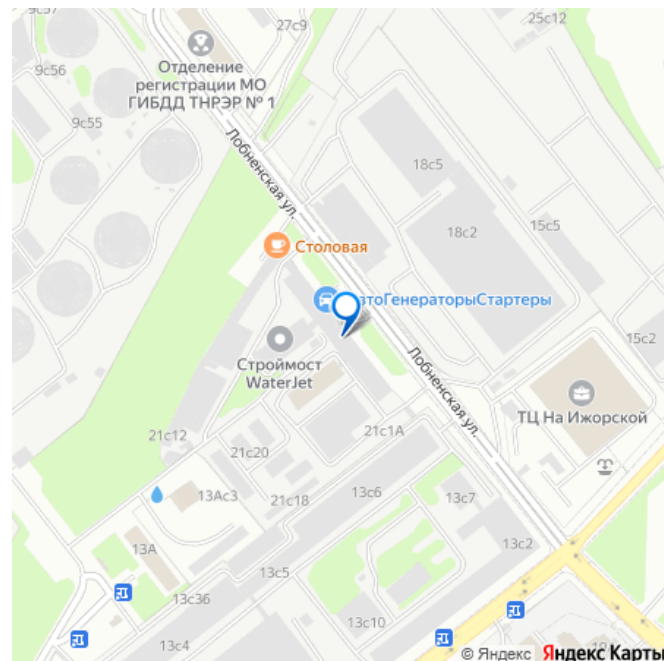 9с57
27с9
25с12
9с56
Отделение
регистрации МО
ГИБДД ТНРЭР № 1
9с55
Лобненская ул.
18с5
15с5
18с2
Столовая
втоГенераторыСтартеры
15с2
Строймост
WaterJet
Лобненская ул.
ТЦ На Ижорской
21с12
21с20
21с1А
13Ас3
21с18
13с6
13с7
13А
13с2
13с5
13с36
13с4
© Яндекс Яндекс Карты